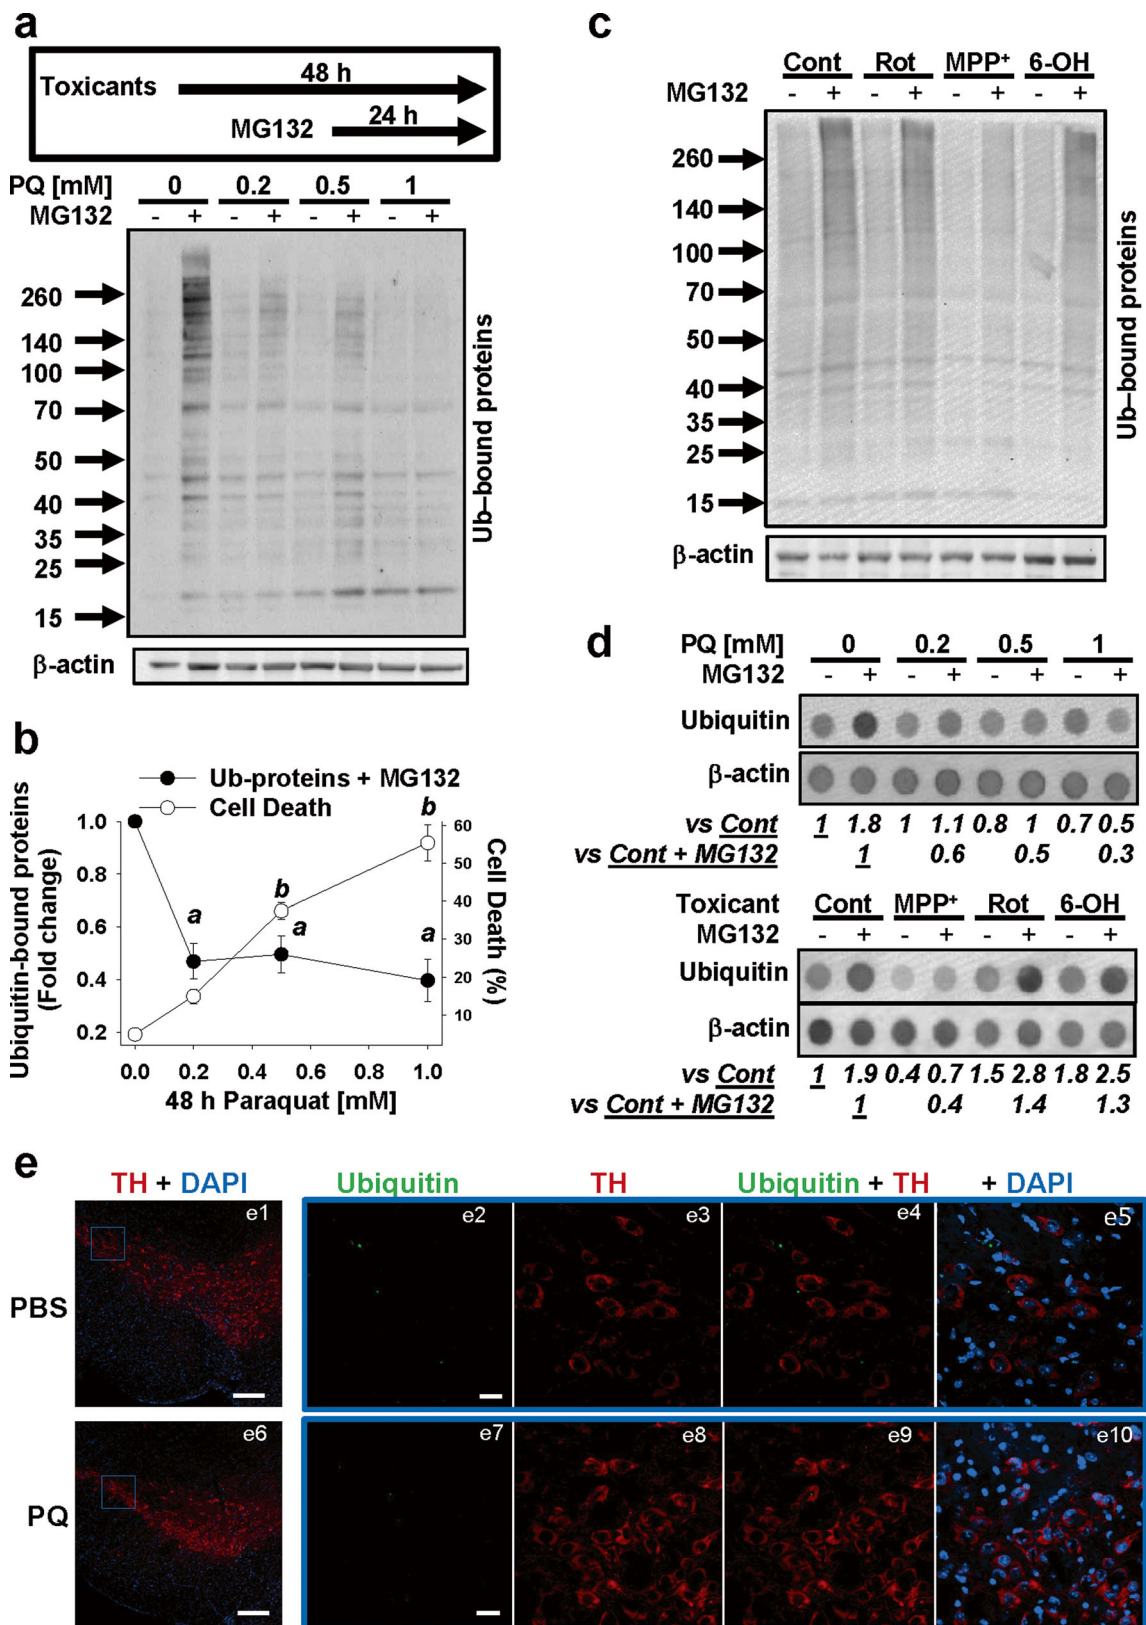 a
Toxicants
48 h
MG132
24 h
PQ [mM] 0 0.2 0.5 1
MG132 - + - + - + - +
260
140
100
70
50
40
35
25
15
Ub-bound proteins
β-actin
b
Ub-proteins + MG132
Cell Death
Ubiquitin-bound proteins
(Fold change)
1.0
0.8
0.6
0.4
0.2
a
a
a
b
b
60
50
40
30
20
10
Cell Death
(%)
0.0 0.2 0.4 0.6 0.8 1.0
48 h Paraquat [mM]
c
Cont Rot MPP⁺ 6-OH
MG132 - + - + - + - +
260
140
100
70
50
40
35
25
15
Ub–bound proteins
β-actin
d
PQ [mM] 0 0.2 0.5 1
MG132 - + - + - + - +
Ubiquitin
β-actin
vs Cont 1 1.8 1 1.1 0.8 1 0.7 0.5
vs Cont + MG132 1 0.6 0.5 0.3
Toxicant Cont MPP⁺ Rot 6-OH
MG132 - + - + - + - +
Ubiquitin
β-actin
vs Cont 1 1.9 0.4 0.7 1.5 2.8 1.8 2.5
vs Cont + MG132 1 0.4 1.4 1.3
e
TH + DAPI Ubiquitin TH Ubiquitin + TH + DAPI
PBS
e1 e2 e3 e4 e5
PQ
e6 e7 e8 e9 e10